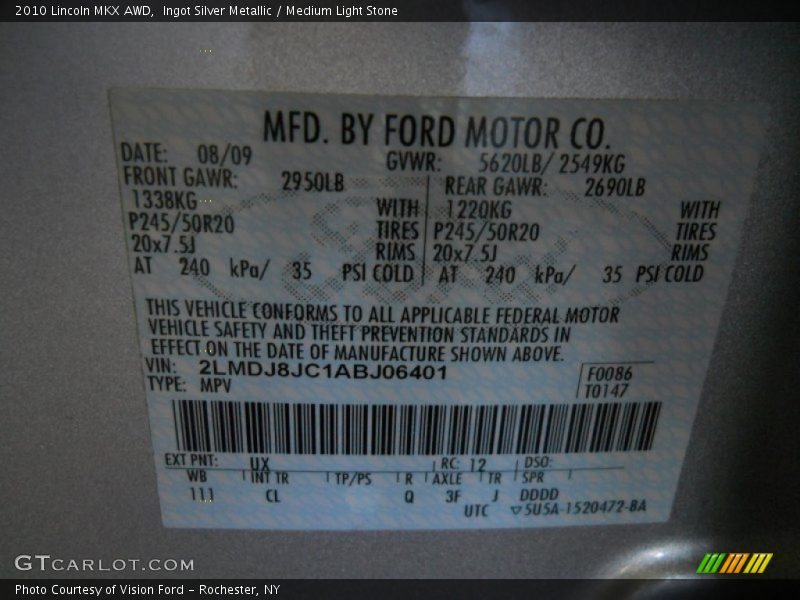 2010 Lincoln MKX AWD,  Ingot Silver Metallic / Medium Light Stone
MFD. BY FORD MOTOR CO.
DATE: 08/09 GVWR: 5620LB/ 2549KG
FRONT GAWR: 2950LB REAR GAWR: 2690LB
1338KG WITH 1220KG WITH
P245/50R20 TIRES P245/50R20 TIRES
20x7.5J RIMS 20x7.5J RIMS
AT 240 kPa/ 35 PSI COLD AT 240 kPa/ 35 PSI COLD
THIS VEHICLE CONFORMS TO ALL APPLICABLE FEDERAL MOTOR
VEHICLE SAFETY AND THEFT PREVENTION STANDARDS IN
EFFECT ON THE DATE OF MANUFACTURE SHOWN ABOVE.
VIN: 2LMDJ8JC1ABJ06401 F0086
TYPE: MPV T0147
EXT PNT: UX RC: 12 DSO:
WB INT TR TP/PS R AXLE TR SPR
111 CL Q 3F J DDDD
UTC ▽5U5A-1520472-BA
GTCARLOT.COM
Photo Courtesy of Vision Ford – Rochester, NY